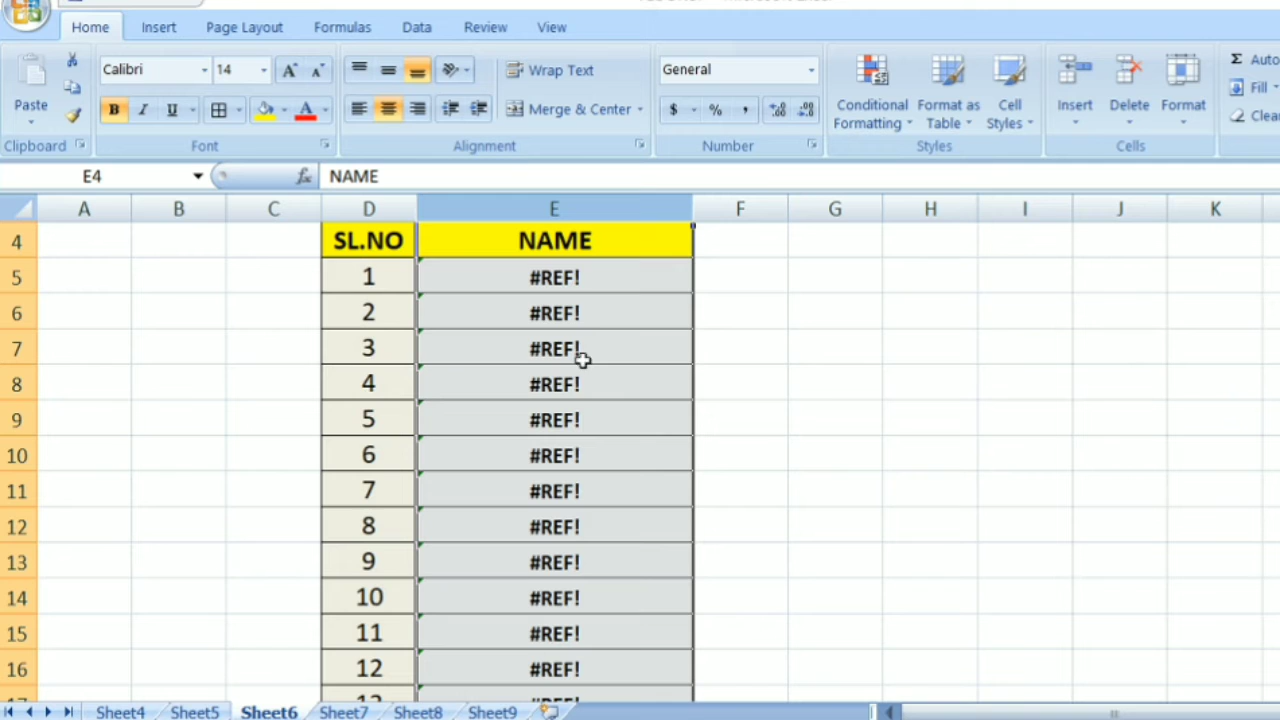 Home Insert Page Layout Formulas Data Review View
Calibri 14 Wrap Text General
Paste B I U Merge & Center $ % , Conditional Formatting Format as Table Cell Styles Insert Delete Format Σ Auto Fill Clea
Clipboard Font Alignment Number Styles Cells
E4 fx NAME
A B C D E F G H I J K
4 SL.NO NAME
5 1 #REF!
6 2 #REF!
7 3 #REF!
8 4 #REF!
9 5 #REF!
10 6 #REF!
11 7 #REF!
12 8 #REF!
13 9 #REF!
14 10 #REF!
15 11 #REF!
16 12 #REF!
Sheet4 Sheet5 Sheet6 Sheet7 Sheet8 Sheet9